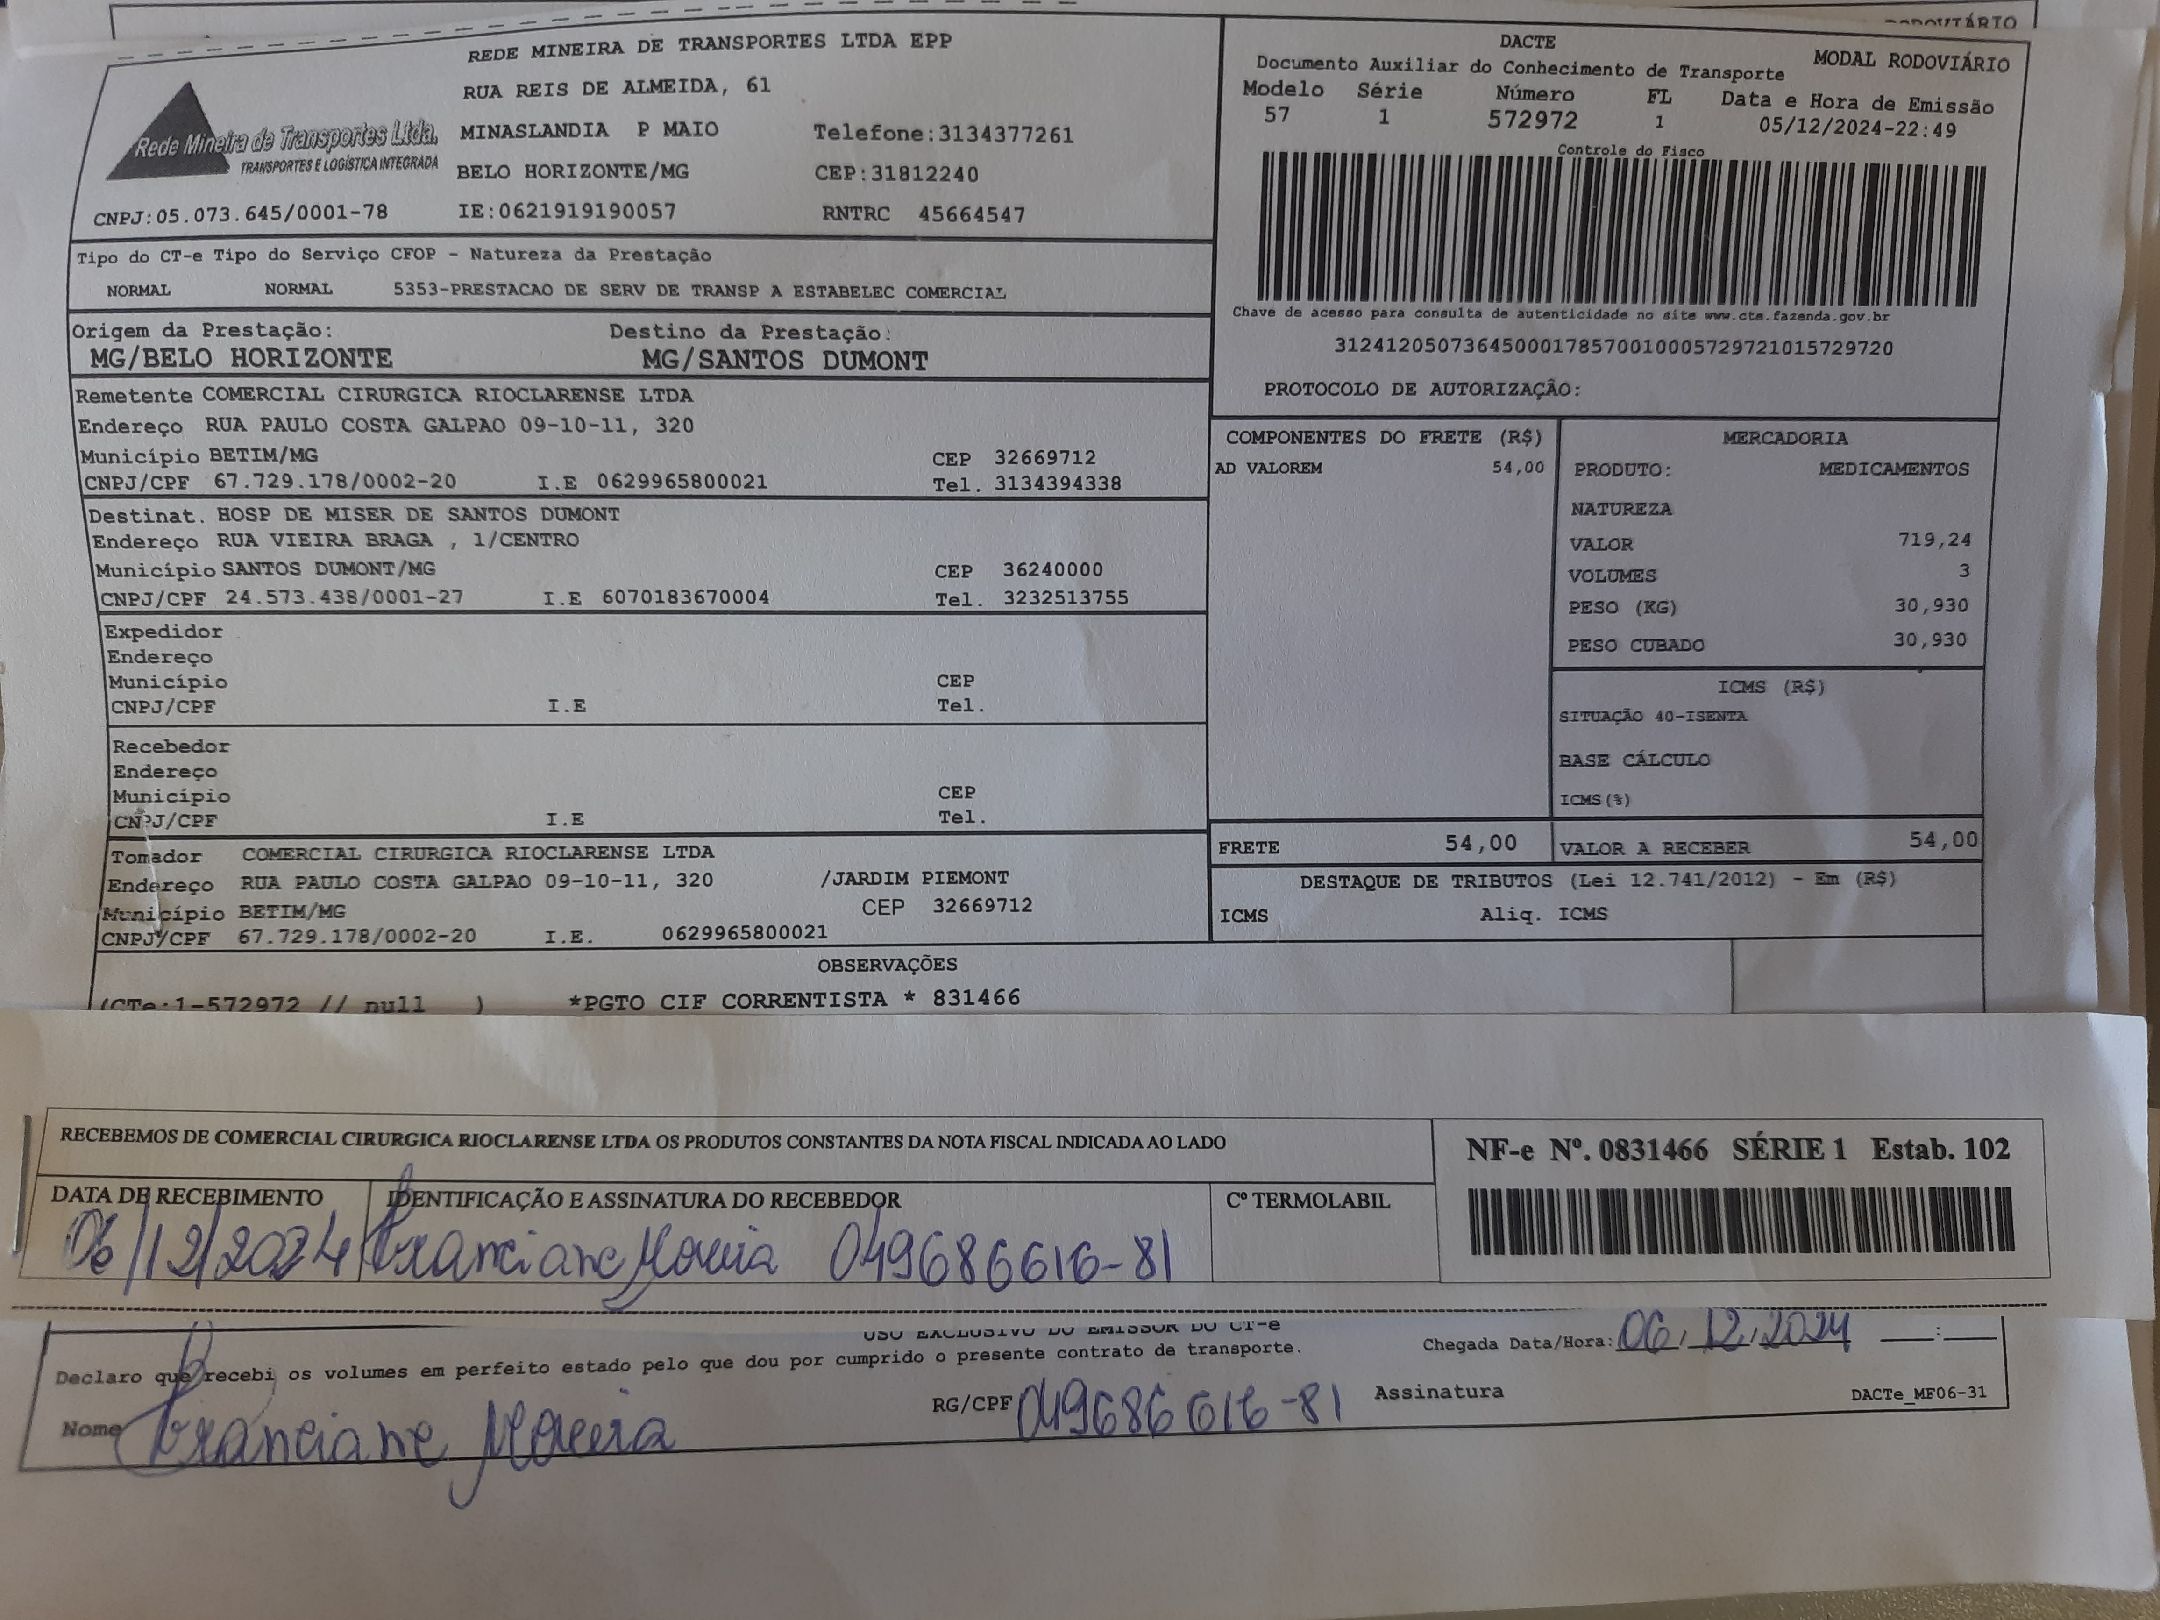 RODOVIÁRIO
REDE MINEIRA DE TRANSPORTES LTDA EPP
RUA REIS DE ALMEIDA, 61
MINASLANDIA P MAIO Telefone:3134377261
BELO HORIZONTE/MG CEP:31812240
CNPJ:05.073.645/0001-78 IE:0621919190057 RNTRC 45664547
Rede Mineira de Transportes Ltda.
TRANSPORTES E LOGÍSTICA INTEGRADA
DACTE
Documento Auxiliar do Conhecimento de Transporte MODAL RODOVIÁRIO
Modelo Série Número FL Data e Hora de Emissão
57 1 572972 1 05/12/2024-22:49
Controle do Fisco
Chave de acesso para consulta de autenticidade no site www.cte.fazenda.gov.br
31241205073645000178570010005729721015729720
PROTOCOLO DE AUTORIZAÇÃO:
Tipo do CT-e Tipo do Serviço CFOP - Natureza da Prestação
NORMAL NORMAL 5353-PRESTACAO DE SERV DE TRANSP A ESTABELEC COMERCIAL
Origem da Prestação: Destino da Prestação:
MG/BELO HORIZONTE MG/SANTOS DUMONT
Remetente COMERCIAL CIRURGICA RIOCLARENSE LTDA
Endereço RUA PAULO COSTA GALPAO 09-10-11, 320
Município BETIM/MG CEP 32669712
CNPJ/CPF 67.729.178/0002-20 I.E 0629965800021 Tel. 3134394338
Destinat. HOSP DE MISER DE SANTOS DUMONT
Endereço RUA VIEIRA BRAGA , 1/CENTRO
Município SANTOS DUMONT/MG CEP 36240000
CNPJ/CPF 24.573.438/0001-27 I.E 6070183670004 Tel. 3232513755
Expedidor
Endereço
Município CEP
CNPJ/CPF I.E Tel.
Recebedor
Endereço
Município CEP
CNPJ/CPF I.E Tel.
Tomador COMERCIAL CIRURGICA RIOCLARENSE LTDA
Endereço RUA PAULO COSTA GALPAO 09-10-11, 320 /JARDIM PIEMONT
Município BETIM/MG CEP 32669712
CNPJ/CPF 67.729.178/0002-20 I.E. 0629965800021
COMPONENTES DO FRETE (R$)
AD VALOREM 54,00
MERCADORIA
PRODUTO: MEDICAMENTOS
NATUREZA
VALOR 719,24
VOLUMES 3
PESO (KG) 30,930
PESO CUBADO 30,930
ICMS (R$)
SITUAÇÃO 40-ISENTA
BASE CÁLCULO
ICMS(%)
FRETE 54,00 VALOR A RECEBER 54,00
DESTAQUE DE TRIBUTOS (Lei 12.741/2012) - Em (R$)
ICMS Aliq. ICMS
OBSERVAÇÕES
(CTe:1-572972 // null ) *PGTO CIF CORRENTISTA * 831466
RECEBEMOS DE COMERCIAL CIRURGICA RIOCLARENSE LTDA OS PRODUTOS CONSTANTES DA NOTA FISCAL INDICADA AO LADO
NF-e Nº. 0831466 SÉRIE 1 Estab. 102
DATA DE RECEBIMENTO IDENTIFICAÇÃO E ASSINATURA DO RECEBEDOR Cº TERMOLABIL
06/12/2024 Franciane Moreira 049686616-81
USO EXCLUSIVO DO EMISSOR DO CT-e
Chegada Data/Hora: 06.12.2024 __:__
Declaro que recebi os volumes em perfeito estado pelo que dou por cumprido o presente contrato de transporte.
Nome Franciane Moreira RG/CPF 049686616-81 Assinatura DACTe_MF06-31